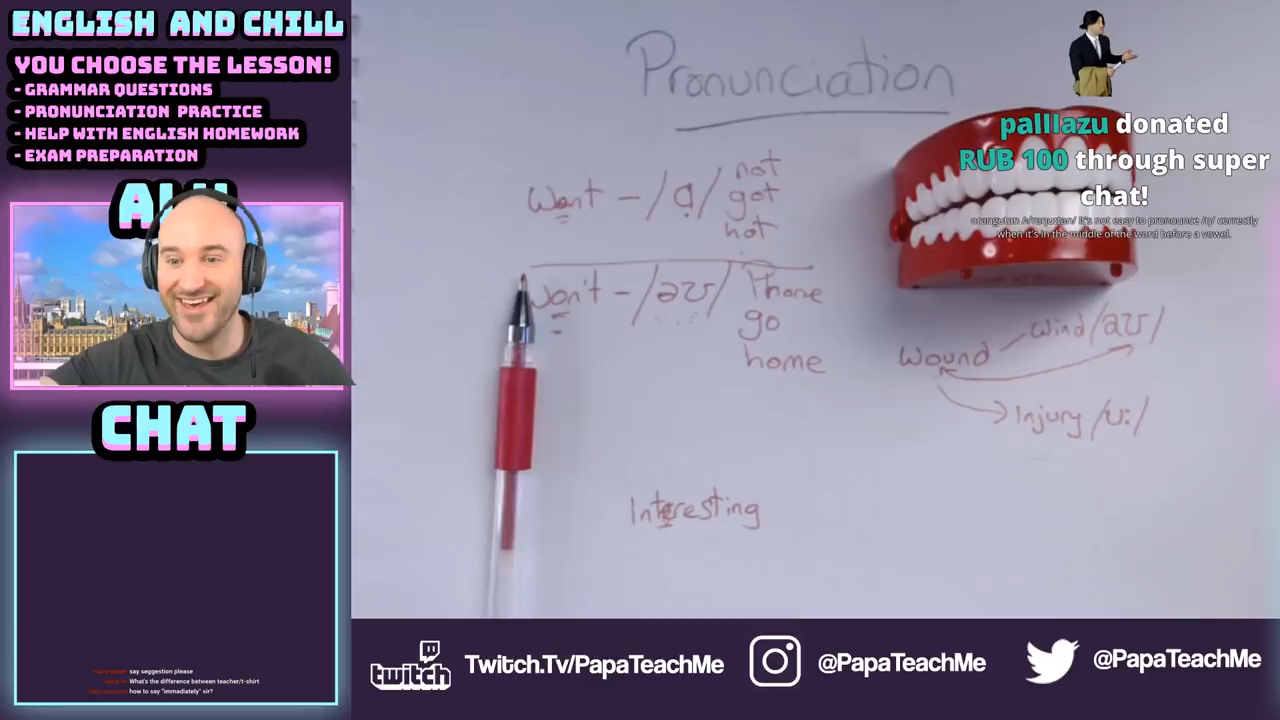 ENGLISH AND CHILL
YOU CHOOSE THE LESSON!
- GRAMMAR QUESTIONS
- PRONUNCIATION PRACTICE
- HELP WITH ENGLISH HOMEWORK
- EXAM PREPARATION
CHAT
say seggestion please
What's the difference between teacher/t-shirt
how to say "immadiately" sir?
Pronunciation
Want - /ɒ/ not
got
hot
Won't - /əʊ/ Phone
go
home
Wound
Wind /aʊ/
Injury /u:/
Interesting
palllazu donated
RUB 100 through super
chat!
it's not easy to pronounce /ŋ/ correctly
when it's in the middle of the word before a vowel.
twitch
Twitch.Tv/PapaTeachMe
@PapaTeachMe
@PapaTeachMe